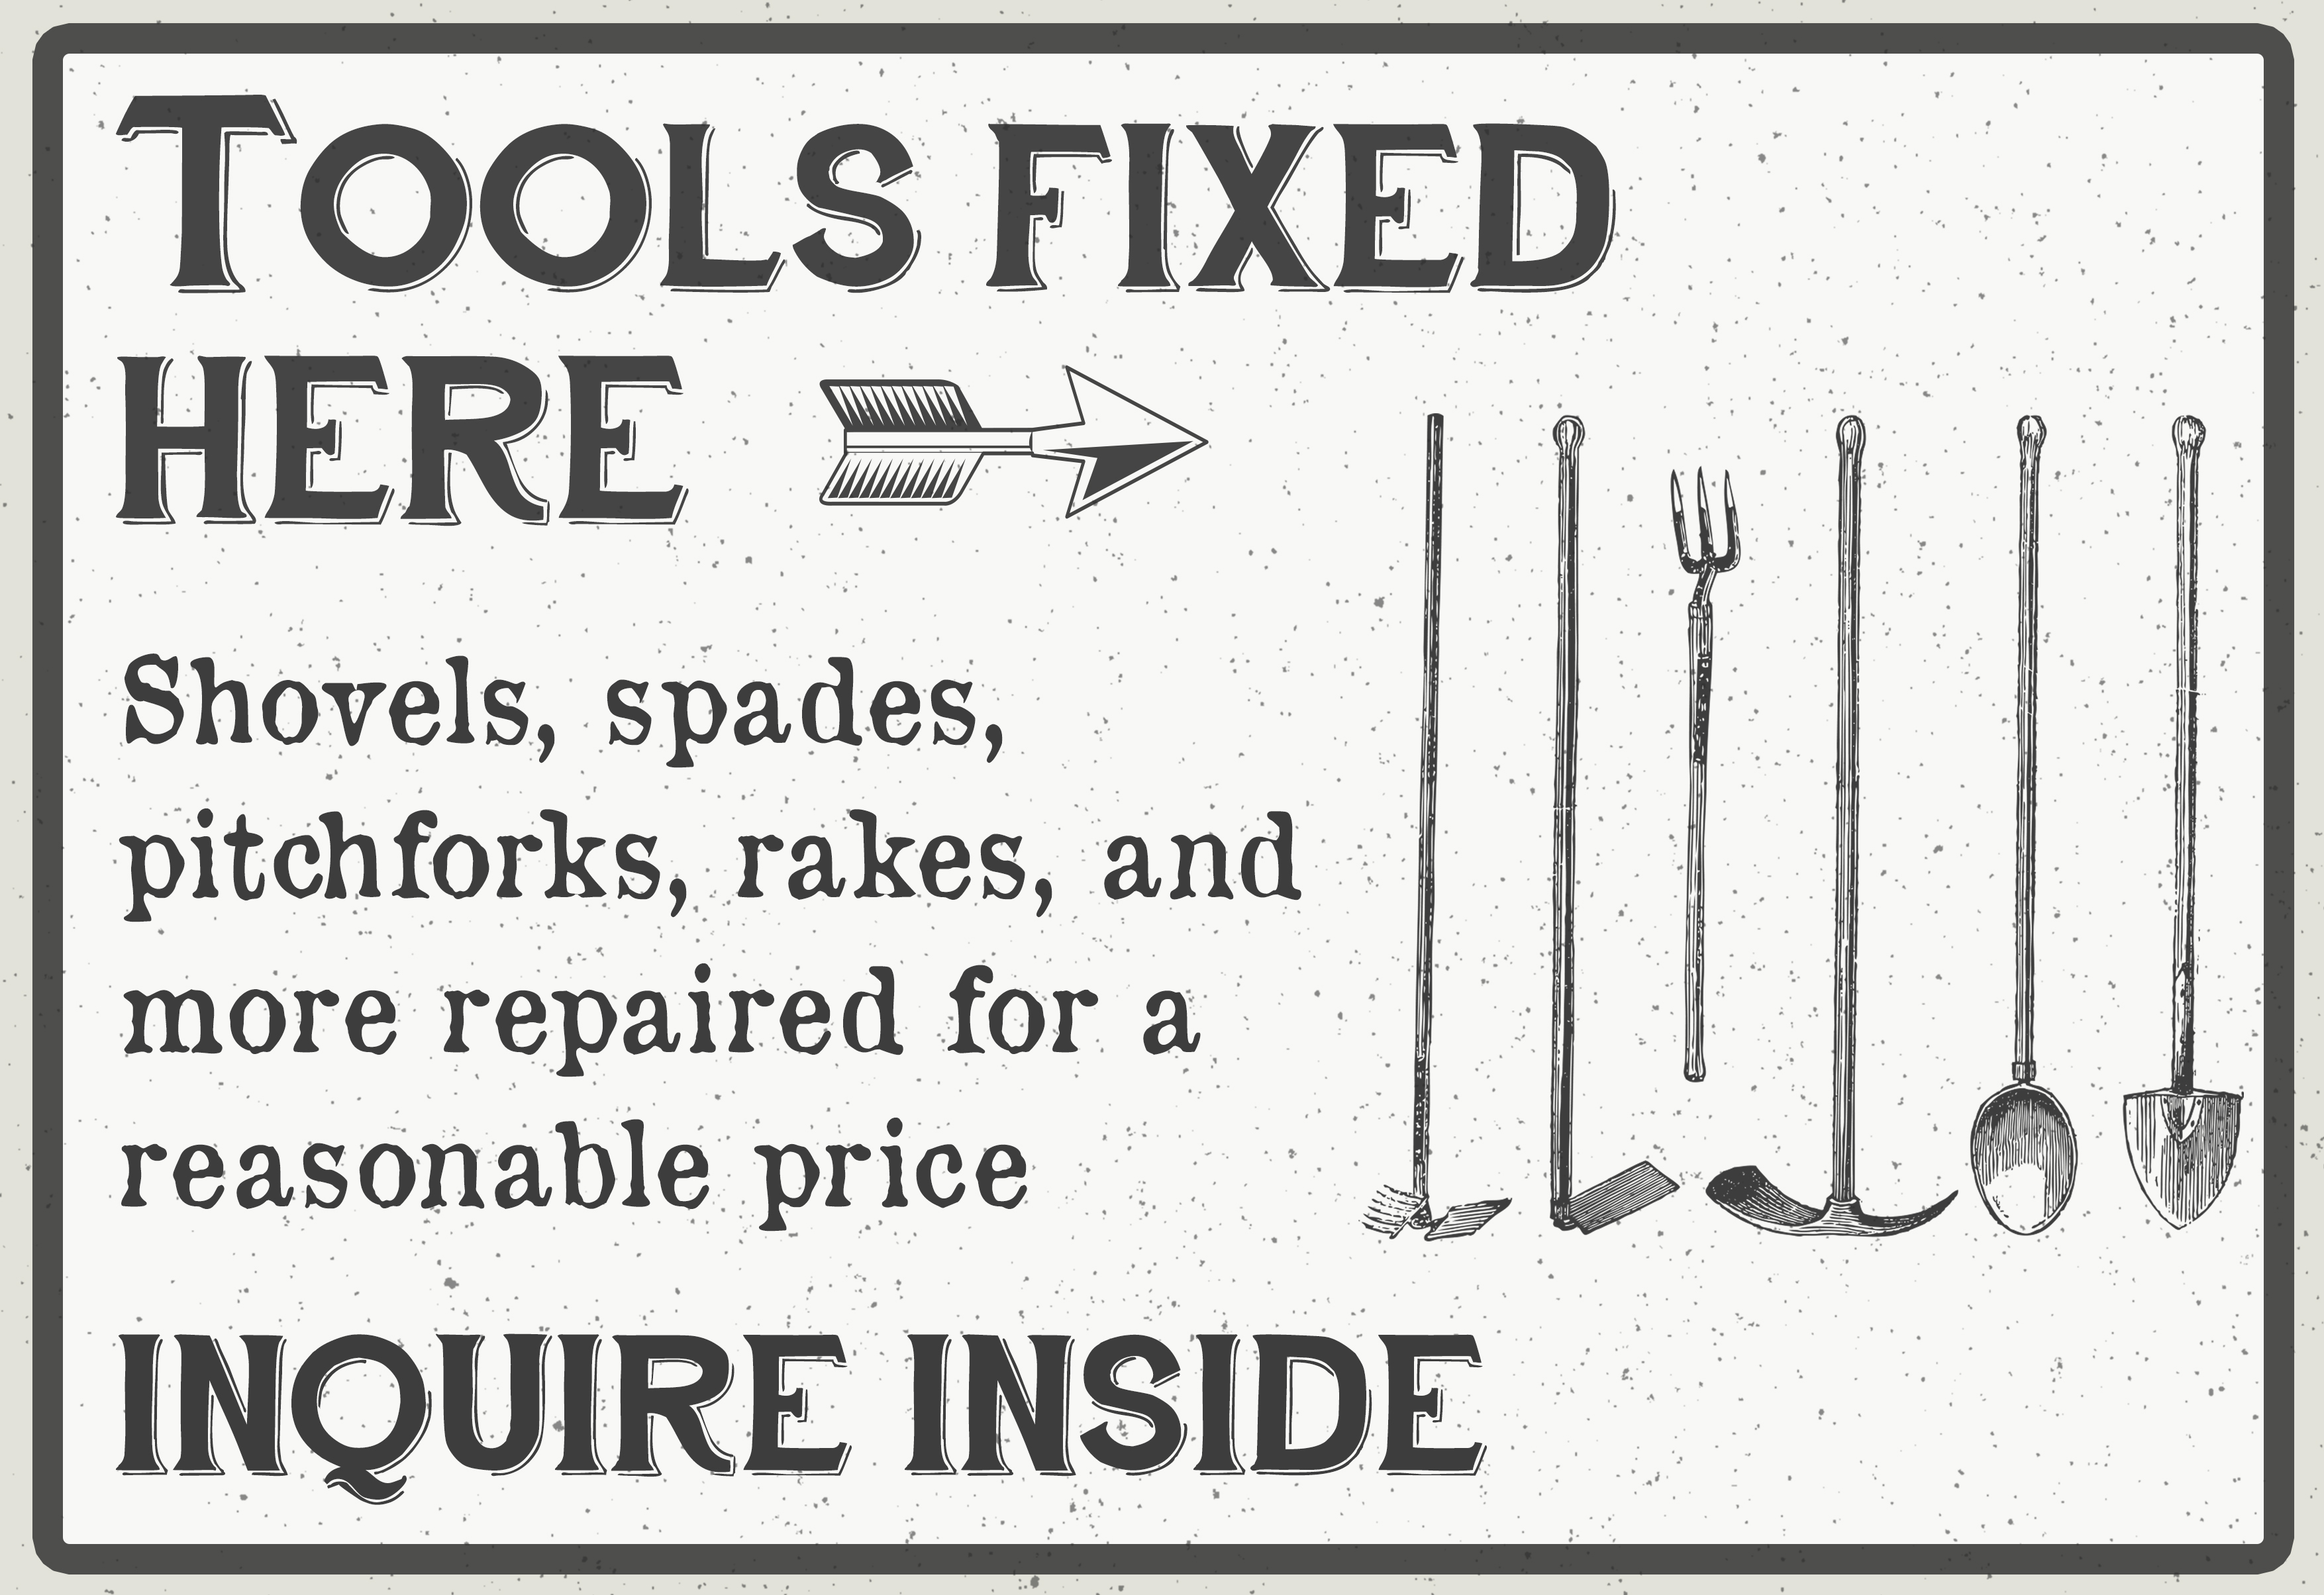 TOOLS FIXED
HERE
Shovels, spades,
pitchforks, rakes, and
more repaired for a
reasonable price
INQUIRE INSIDE